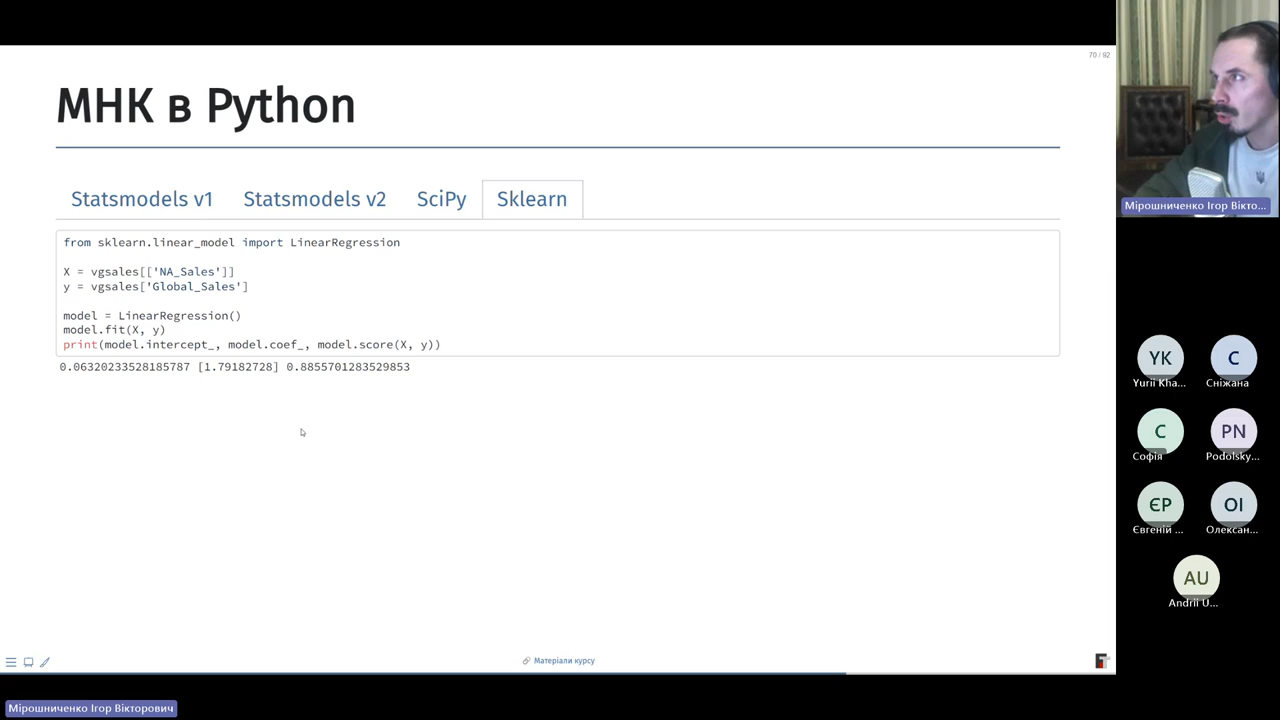 70 / 92
МНК в Python
Statsmodels v1
Statsmodels v2
SciPy
Sklearn
from sklearn.linear_model import LinearRegression
X = vgsales[['NA_Sales']]
y = vgsales['Global_Sales']
model = LinearRegression()
model.fit(X, y)
print(model.intercept_, model.coef_, model.score(X, y))
0.06320233528185787 [1.79182728] 0.8855701283529853
Матеріали курсу
Мірошниченко Ігор Вікто...
YK
Yurii Kha...
С
Сніжана
С
Софія
PN
Podolsky...
ЄР
Євгеній ...
ОІ
Олексан...
AU
Andrii U...
Мірошниченко Ігор Вікторович